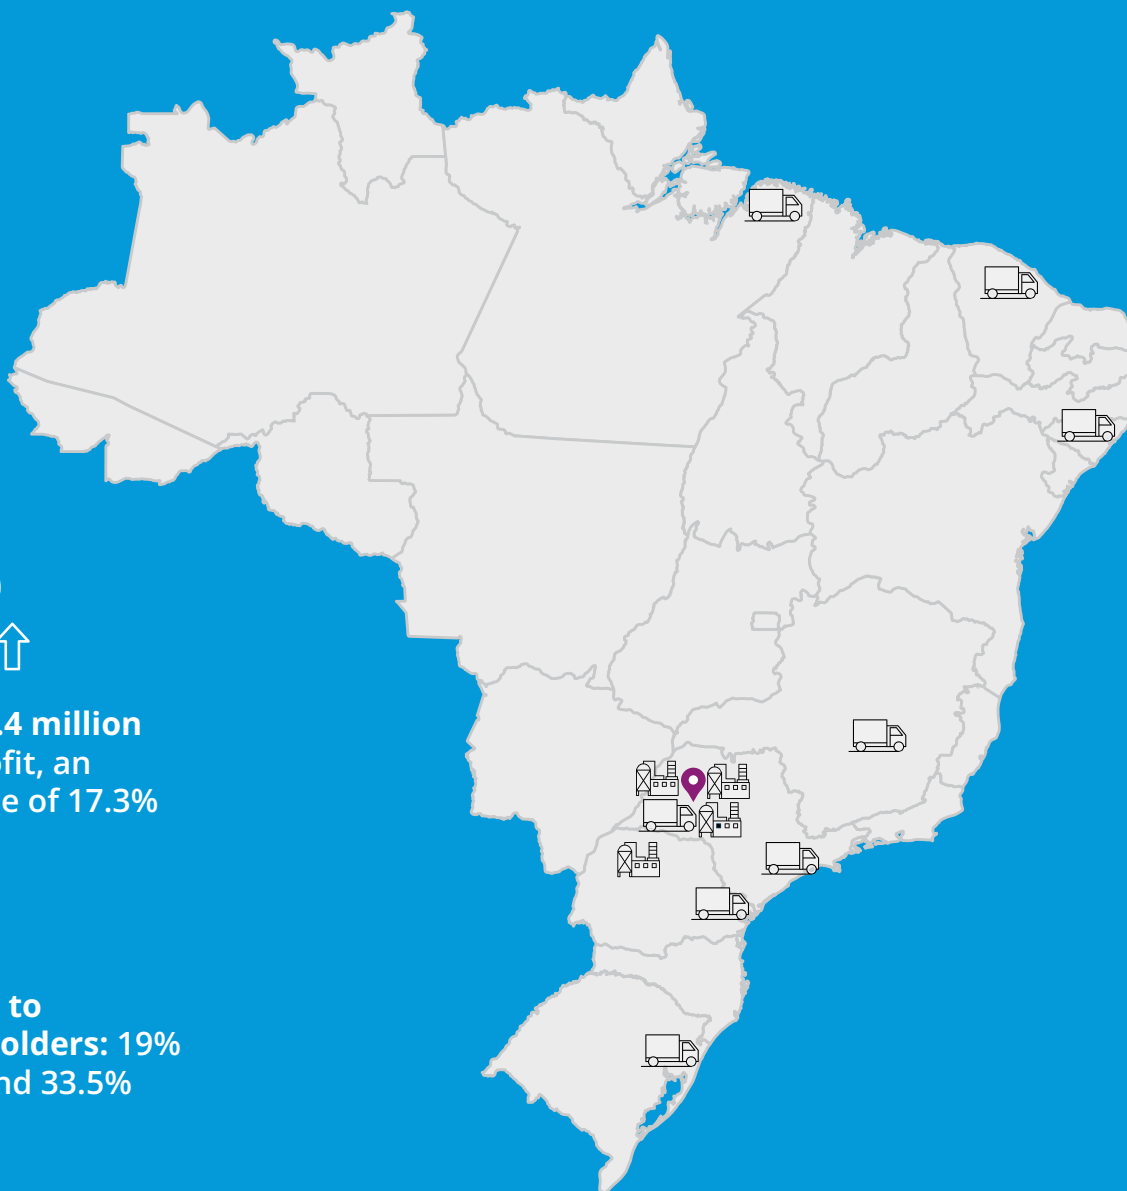 .4 million
ofit, an
e of 17.3%
to
olders: 19%
nd 33.5%